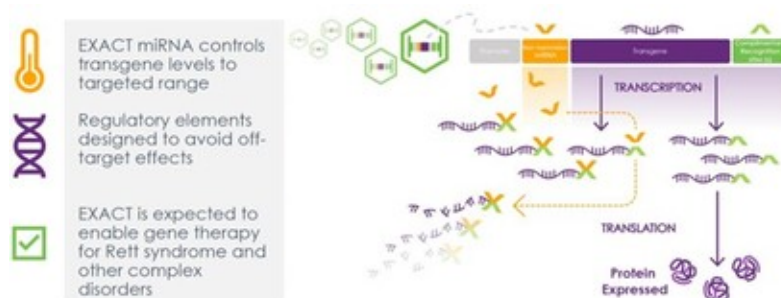 EXACT miRNA controls
transgene levels to
targeted range
Regulatory elements
designed to avoid off-
target effects
EXACT is expected to
enable gene therapy
for Rett syndrome and
other complex
disorders
Transgene
TRANSCRIPTION
TRANSLATION
Protein
Expressed